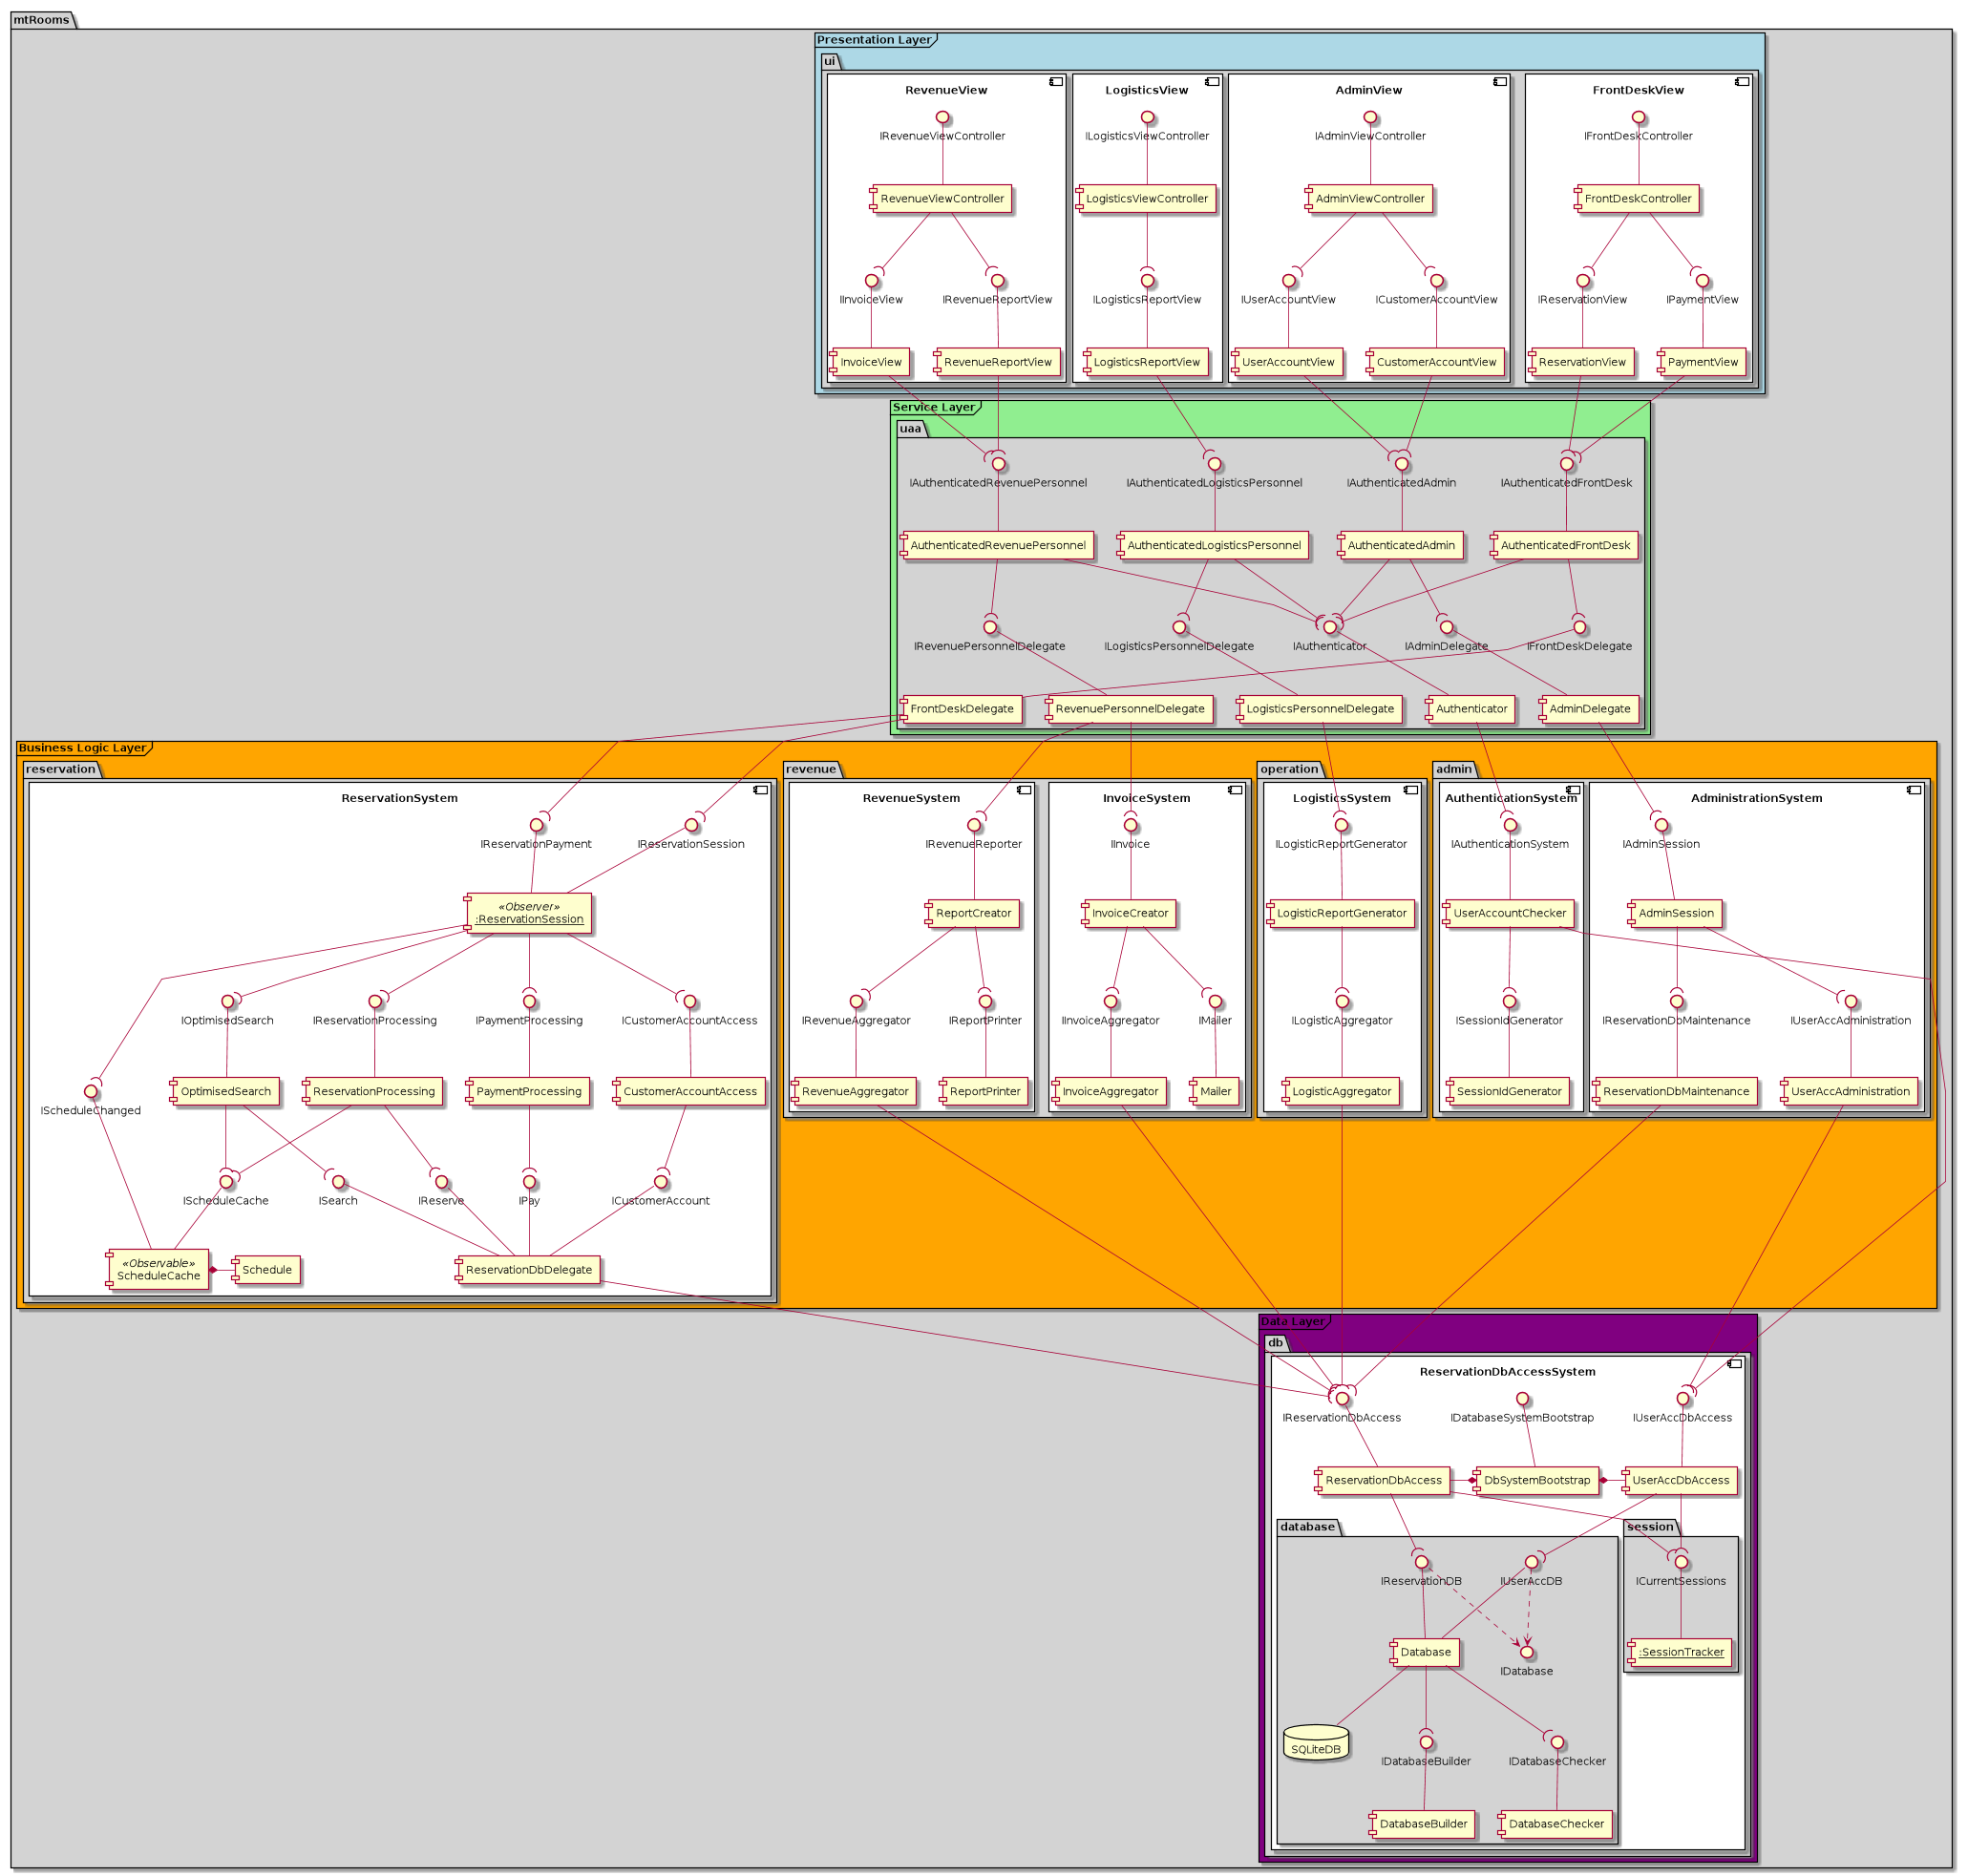 mtRooms
Presentation Layer
ui
RevenueView
LogisticsView
AdminView
FrontDeskView
IRevenueViewController
ILogisticsViewController
IAdminViewController
IFrontDeskController
RevenueViewController
LogisticsViewController
AdminViewController
FrontDeskController
IInvoiceView
IRevenueReportView
ILogisticsReportView
IUserAccountView
ICustomerAccountView
IReservationView
IPaymentView
InvoiceView
RevenueReportView
LogisticsReportView
UserAccountView
CustomerAccountView
ReservationView
PaymentView
Service Layer
uaa
IAuthenticatedRevenuePersonnel
IAuthenticatedLogisticsPersonnel
IAuthenticatedAdmin
IAuthenticatedFrontDesk
AuthenticatedRevenuePersonnel
AuthenticatedLogisticsPersonnel
AuthenticatedAdmin
AuthenticatedFrontDesk
IRevenuePersonnelDelegate
ILogisticsPersonnelDelegate
IAuthenticator
IAdminDelegate
IFrontDeskDelegate
FrontDeskDelegate
RevenuePersonnelDelegate
LogisticsPersonnelDelegate
Authenticator
AdminDelegate
Business Logic Layer
reservation
revenue
operation
admin
ReservationSystem
RevenueSystem
InvoiceSystem
LogisticsSystem
AuthenticationSystem
AdministrationSystem
IReservationPayment
IReservationSession
IRevenueReporter
IInvoice
ILogisticReportGenerator
IAuthenticationSystem
IAdminSession
«Observer»
:ReservationSession
ReportCreator
InvoiceCreator
LogisticReportGenerator
UserAccountChecker
AdminSession
IOptimisedSearch
IReservationProcessing
IPaymentProcessing
ICustomerAccountAccess
IRevenueAggregator
IReportPrinter
IInvoiceAggregator
IMailer
ILogisticAggregator
ISessionIdGenerator
IReservationDbMaintenance
IUserAccAdministration
IScheduleChanged
OptimisedSearch
ReservationProcessing
PaymentProcessing
CustomerAccountAccess
RevenueAggregator
ReportPrinter
InvoiceAggregator
Mailer
LogisticAggregator
SessionIdGenerator
ReservationDbMaintenance
UserAccAdministration
IScheduleCache
ISearch
IReserve
IPay
ICustomerAccount
«Observable»
ScheduleCache
Schedule
ReservationDbDelegate
Data Layer
db
ReservationDbAccessSystem
IReservationDbAccess
IDatabaseSystemBootstrap
IUserAccDbAccess
ReservationDbAccess
DbSystemBootstrap
UserAccDbAccess
database
session
IReservationDB
IUserAccDB
ICurrentSessions
Database
IDatabase
:SessionTracker
SQLiteDB
IDatabaseBuilder
IDatabaseChecker
DatabaseBuilder
DatabaseChecker